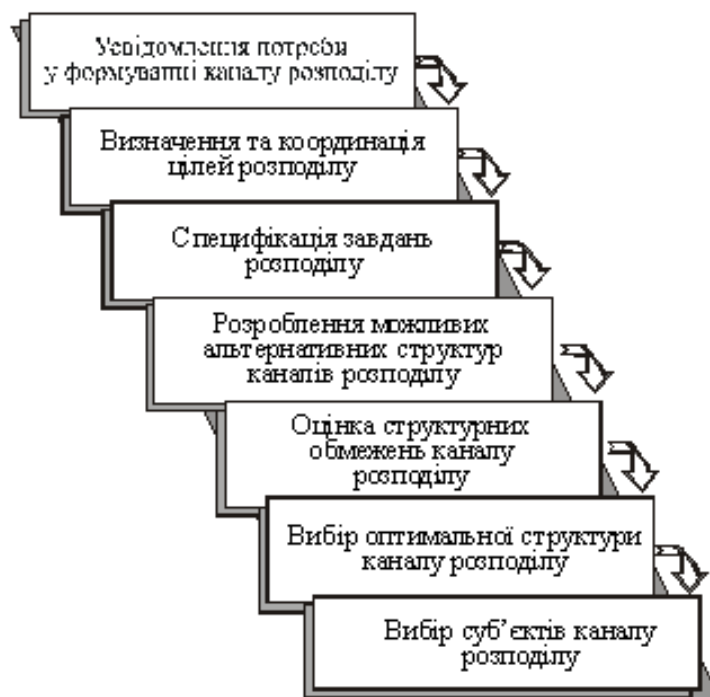 Усвідомлення потреби
у формуванні каналу розподілу
Визначення та координація
цілей розподілу
Специфікація завдань
розподілу
Розроблення можливих
альтернативних структур
каналів розподілу
Оцінка структурних
обмежень каналу
розподілу
Вибір оптимальної структури
каналу розподілу
Вибір суб’єктів каналу
розподілу